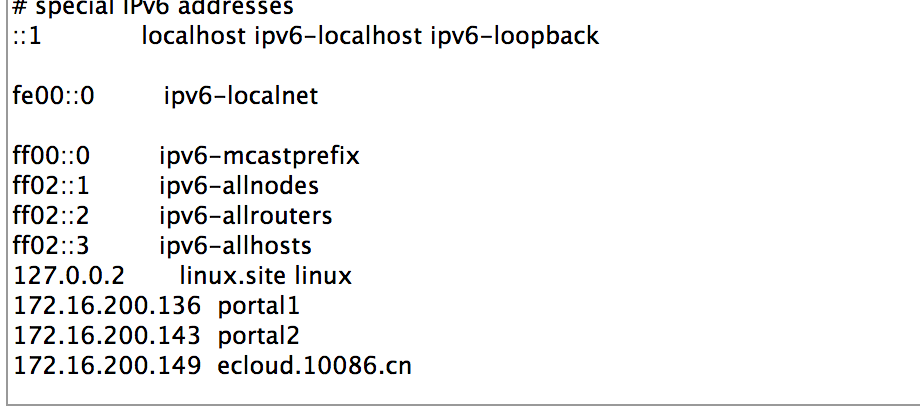 # special IPv6 addresses
::1 localhost ipv6-localhost ipv6-loopback
fe00::0 ipv6-localnet
ff00::0 ipv6-mcastprefix
ff02::1 ipv6-allnodes
ff02::2 ipv6-allrouters
ff02::3 ipv6-allhosts
127.0.0.2 linux.site linux
172.16.200.136 portal1
172.16.200.143 portal2
172.16.200.149 ecloud.10086.cn